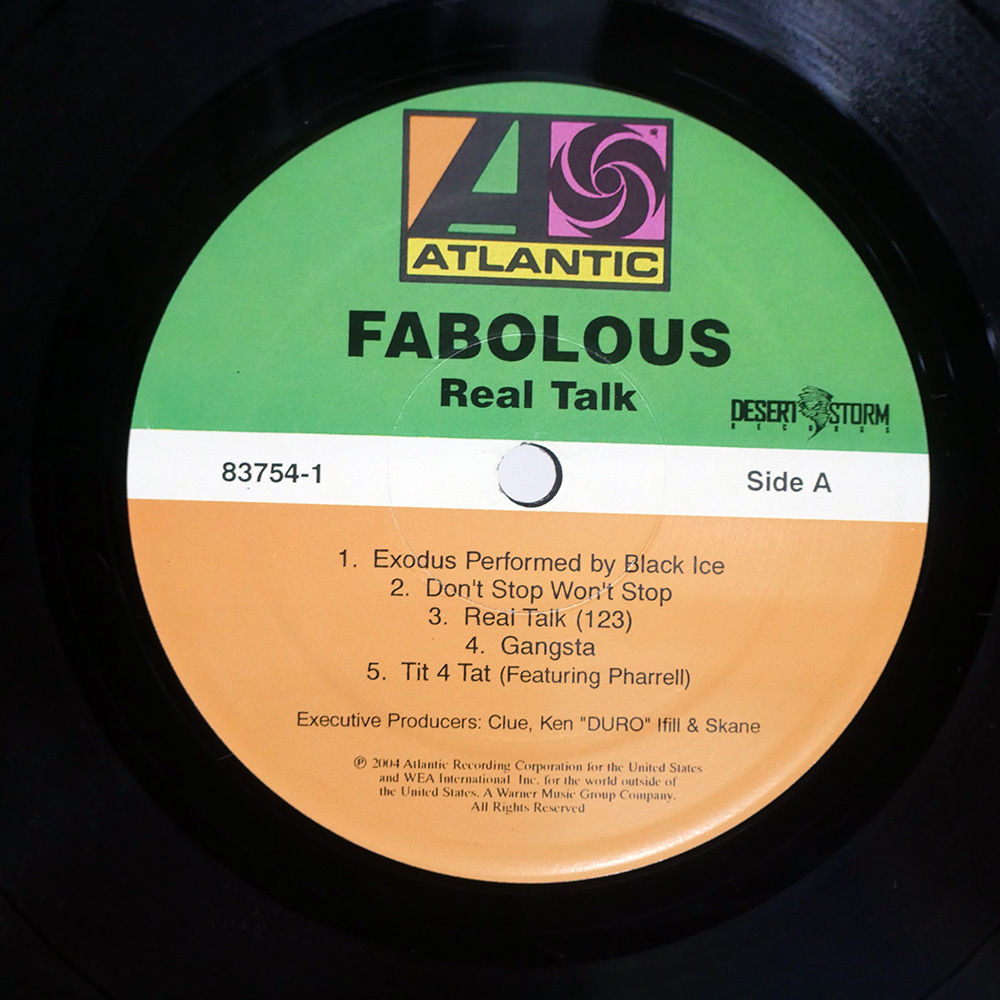 ATLANTIC
FABOLOUS
Real Talk
DESERT STORM
RECORDS
83754-1
Side A
1. Exodus Performed by Black Ice
2. Don't Stop Won't Stop
3. Real Talk (123)
4. Gangsta
5. Tit 4 Tat (Featuring Pharrell)
Executive Producers: Clue, Ken "DURO" Ifill & Skane
℗ 2004 Atlantic Recording Corporation for the United States
and WEA International Inc. for the world outside of
the United States. A Warner Music Group Company.
All Rights Reserved